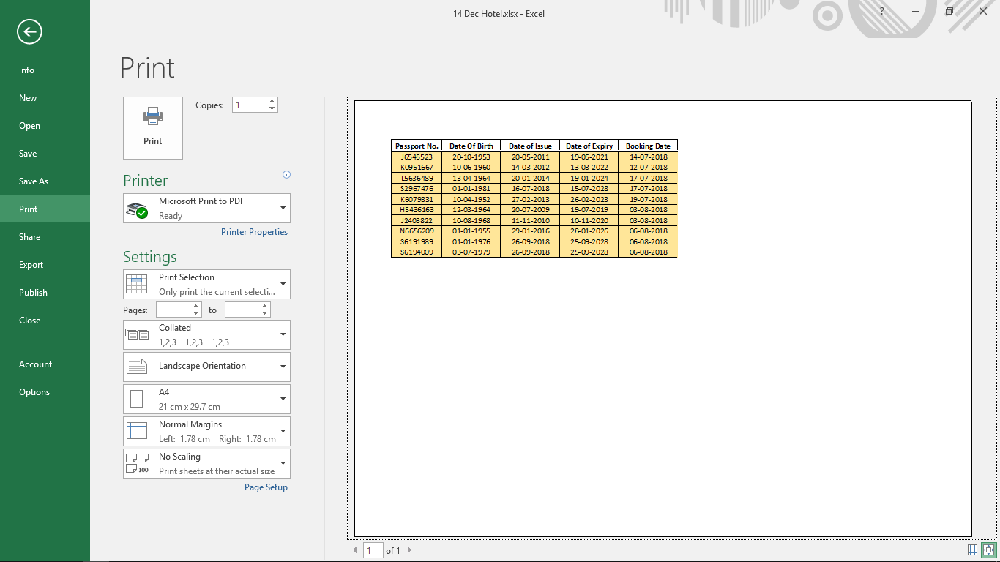 14 Dec Hotel.xlsx - Excel
?
Info
New
Open
Save
Save As
Print
Share
Export
Publish
Close
Account
Options
Print
Print
Copies: 1
Printer
Microsoft Print to PDF
Ready
Printer Properties
Settings
Print Selection
Only print the current selecti...
Pages: to
Collated
1,2,3 1,2,3 1,2,3
Landscape Orientation
A4
21 cm x 29.7 cm
Normal Margins
Left: 1.78 cm Right: 1.78 cm
No Scaling
100
Print sheets at their actual size
Page Setup
Passport No. Date Of Birth Date of Issue Date of Expiry Booking Date
J6545523 20-10-1953 20-05-2011 19-05-2021 14-07-2018
K0951667 10-06-1960 14-03-2012 13-03-2022 12-07-2018
L5636489 13-04-1964 20-01-2014 19-01-2024 17-07-2018
S2967476 01-01-1981 16-07-2018 15-07-2028 17-07-2018
K6079331 10-04-1952 27-02-2013 26-02-2023 19-07-2018
H5436163 12-03-1964 20-07-2009 19-07-2019 03-08-2018
J2403822 10-08-1968 11-11-2010 10-11-2020 03-08-2018
N6656209 01-01-1955 29-01-2016 28-01-2026 06-08-2018
S6191989 01-01-1976 26-09-2018 25-09-2028 06-08-2018
S6194009 03-07-1979 26-09-2018 25-09-2028 06-08-2018
1 of 1